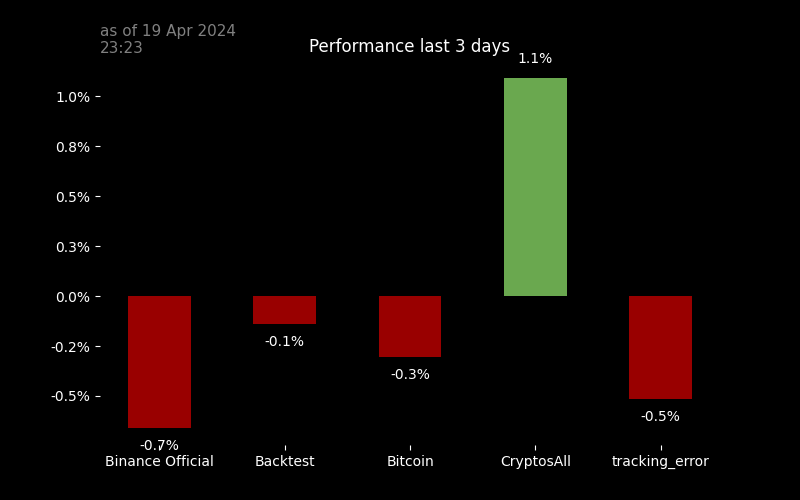 as of 19 Apr 2024
23:23
Performance last 3 days
1.1%
1.0%
0.8%
0.5%
0.3%
0.0%
-0.2%
-0.5%
-0.7%
-0.1%
-0.3%
-0.5%
Binance Official
Backtest
Bitcoin
CryptosAll
tracking_error